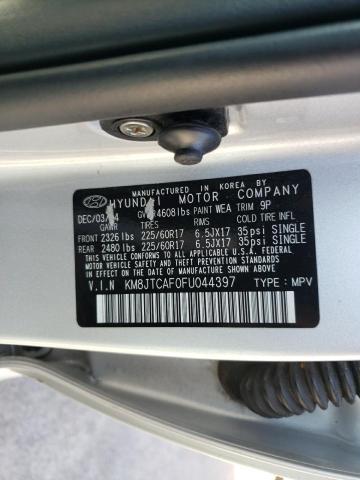 MANUFACTURED IN KOREA BY
HYUNDAI MOTOR COMPANY
DEC/03/ 4 GV 4608lbs PAINT WEA TRIM 9P
GAWR TIRES RIMS COLD TIRE INFL
FRONT 2326lbs 225/60R17 6.5JX17 35psi SINGLE
REAR 2480lbs 225/60R17 6.5JX17 35psi SINGLE
THIS VEHICLE CONFORMS TO ALL APPLICABLE U.S.A. FEDERAL
MOTOR VEHICLE SAFETY, BUMPER, AND THEFT PREVENTION
STANDARDS IN EFFECT ON THE DATE OF MANUFACTURE SHOWN ABOVE.
V.I.N KM8JTCAF0FU044397 TYPE : MPV